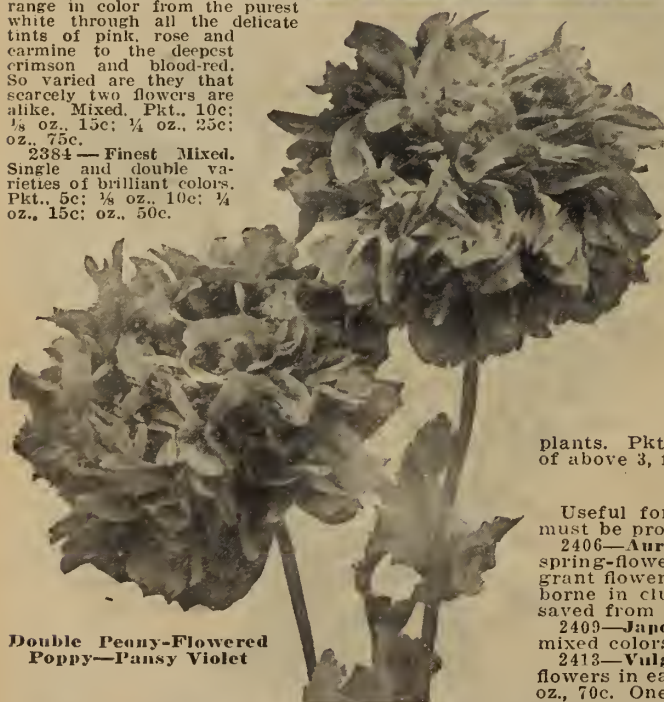 range in color from the purest
white through all the delicate
tints of pink, rose and
carmine to the deepest
crimson and blood-red.
So varied are they that
scarcely two flowers are
alike. Mixed. Pkt., 10c;
⅛ oz., 15c; ¼ oz., 25c;
oz., 75c.
2384—Finest Mixed.
Single and double va-
rieties of brilliant colors.
Pkt., 5c; ⅛ oz., 10c; ¼
oz., 15c; oz., 50c.
Double Peony-Flowered
Poppy—Pansy Violet
plants. Pkt
of above 3,
Useful for
must be pro
2406—Aur
spring-flowe
grant flower
borne in clu
saved from
2409—Jap
mixed colors
2413—Vulg
flowers in ea
oz., 70c. One